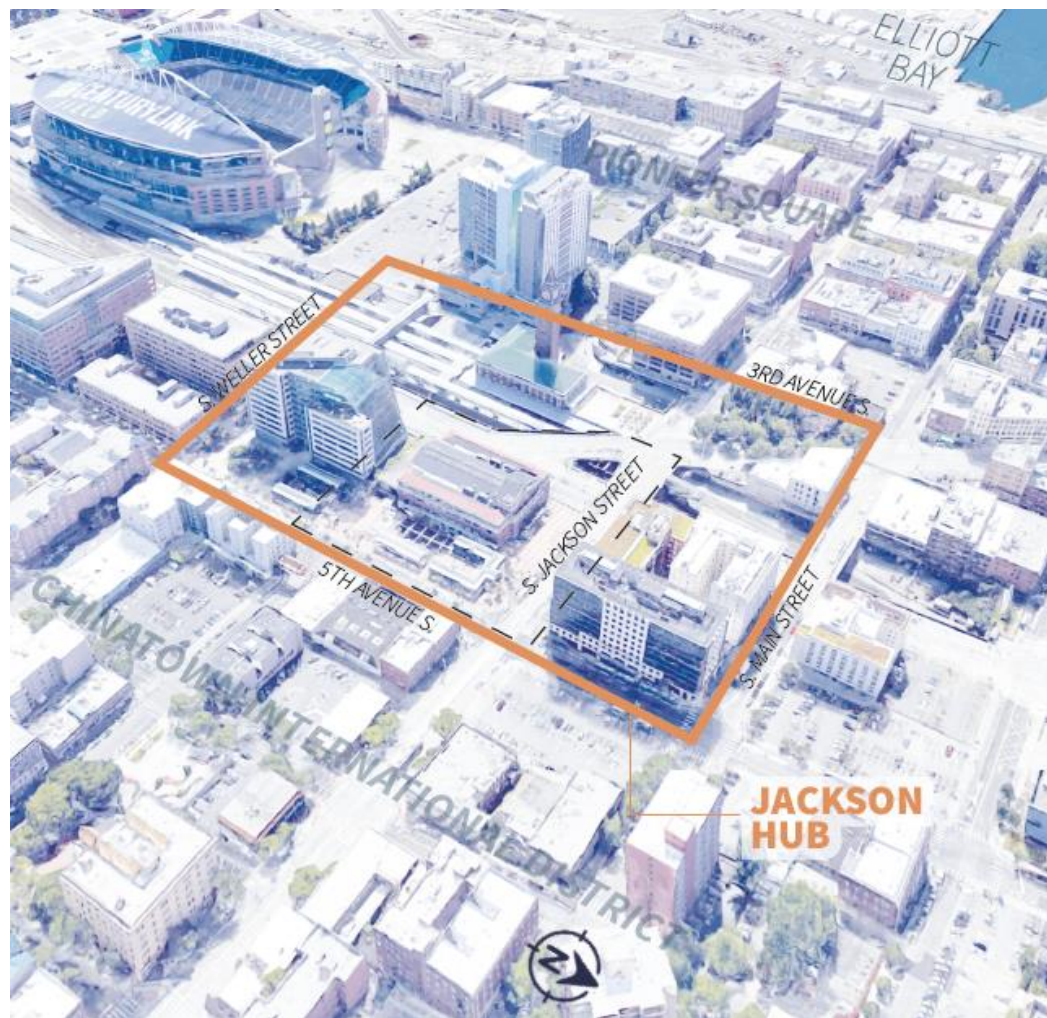 ELLIOTT
BAY
CENTURYLINK
PIONEER SQUARE
S. WELLER STREET
3RD AVENUE S.
S. JACKSON STREET
5TH AVENUE S.
S. MAIN STREET
CHINATOWN INTERNATIONAL DISTRICT
JACKSON
HUB
N